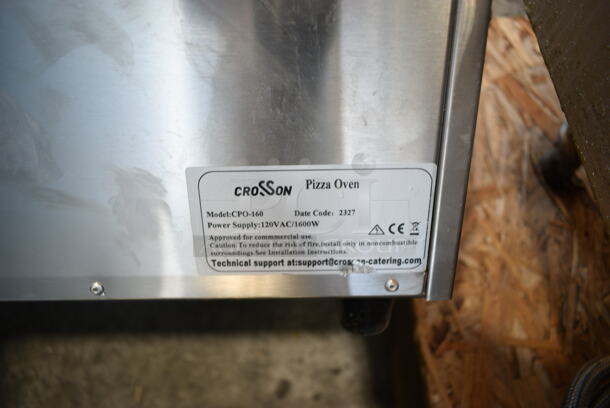 CROSSON Pizza Oven
Model:CPO-160 Date Code: 2327
Power Supply:120VAC/1600W
CE
Approved for commercial use.
Caution: To reduce the risk of fire,install only in noncombustible
surroundings.See Installation Instructions.
Technical support at:support@crosson-catering.com